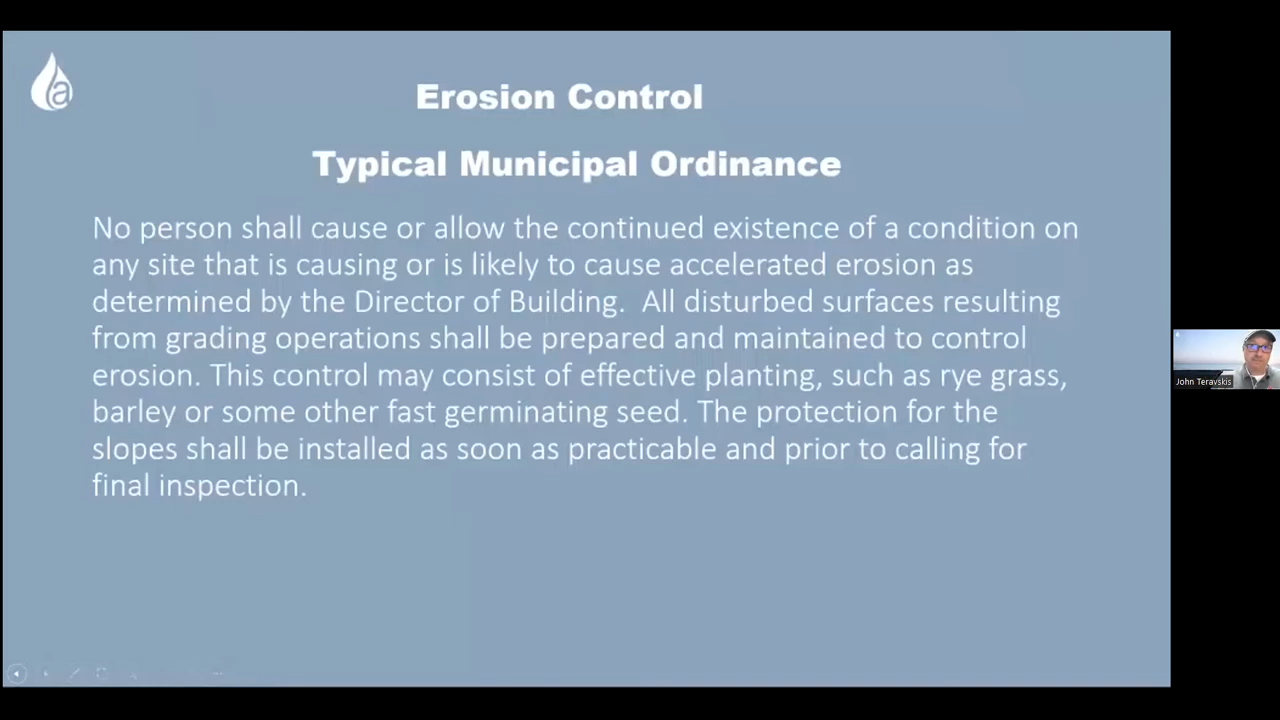 Erosion Control
Typical Municipal Ordinance
No person shall cause or allow the continued existence of a condition on
any site that is causing or is likely to cause accelerated erosion as
determined by the Director of Building.  All disturbed surfaces resulting
from grading operations shall be prepared and maintained to control
erosion. This control may consist of effective planting, such as rye grass,
barley or some other fast germinating seed. The protection for the
slopes shall be installed as soon as practicable and prior to calling for
final inspection.
John Teravskis
a